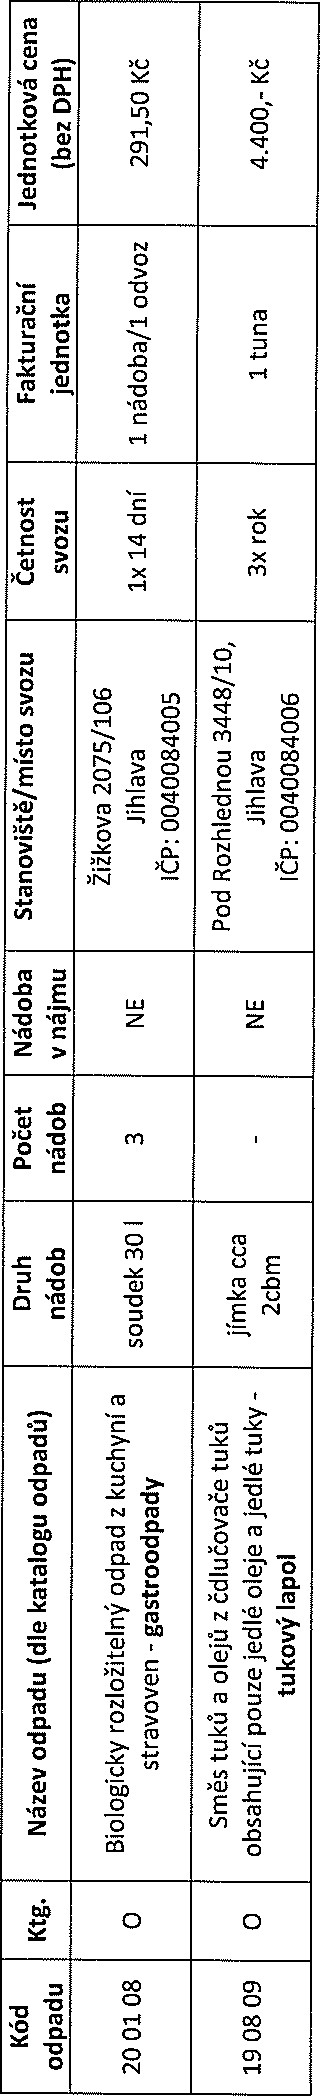 Kód odpadu | Ktg. | Název odpadu (dle katalogu odpadů) | Druh nádob | Počet nádob | Nádoba v nájmu | Stanoviště/místo svozu | Četnost svozu | Fakturační jednotka | Jednotková cena (bez DPH)
20 01 08 | O | Biologicky rozložitelný odpad z kuchyní a stravoven - gastroodpady | soudek 30 l | 3 | NE | Žižkova 2075/106 Jihlava IČP: 0040084005 | 1x 14 dní | 1 nádoba/1 odvoz | 291,50 Kč
19 08 09 | O | Směs tuků a olejů z čdlučovače tuků obsahující pouze jedlé oleje a jedlé tuky - tukový lapol | jímka cca 2cbm | - | NE | Pod Rozhlednou 3448/10, Jihlava IČP: 0040084006 | 3x rok | 1 tuna | 4.400,- Kč